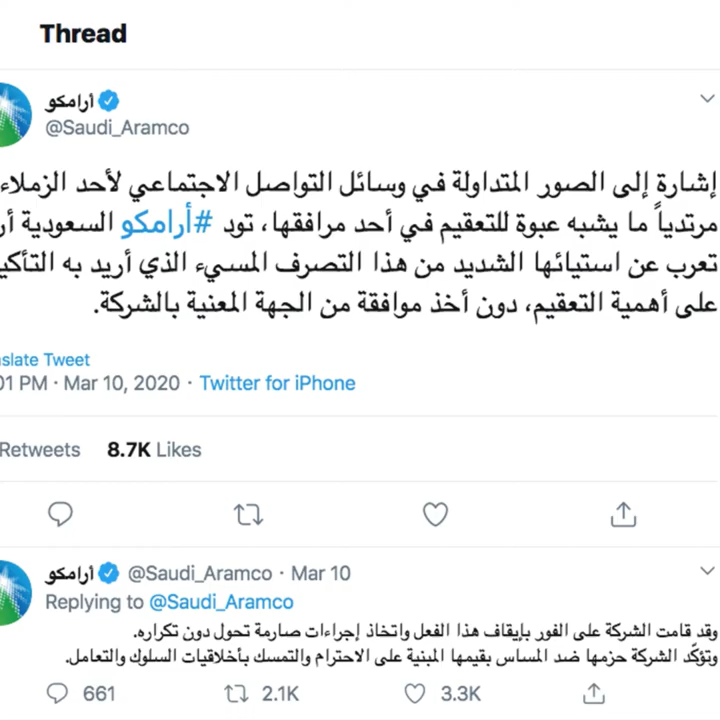 Thread
أرامكو
@Saudi_Aramco
إشارة إلى الصور المتداولة في وسائل التواصل الاجتماعي لأحد الزملاء
مرتدياً ما يشبه عبوة للتعقيم في أحد مرافقها، تود #أرامكو السعودية
تعرب عن استيائها الشديد من هذا التصرف المسيء الذي أريد به
على أهمية التعقيم، دون أخذ موافقة من الجهة المعنية بالشركة.
Tweet
PM · Mar 10, 2020 · Twitter for iPhone
Retweets 8.7K Likes
أرامكو @Saudi_Aramco · Mar 10
Replying to @Saudi_Aramco
وقد قامت الشركة على الفور بإيقاف هذا الفعل واتخاذ إجراءات صارمة تحول دون تكراره.
وتؤكّد الشركة حزمها ضد المساس بقيمها المبنية على الاحترام والتمسك بأخلاقيات السلوك والتعامل.
661 2.1K 3.3K